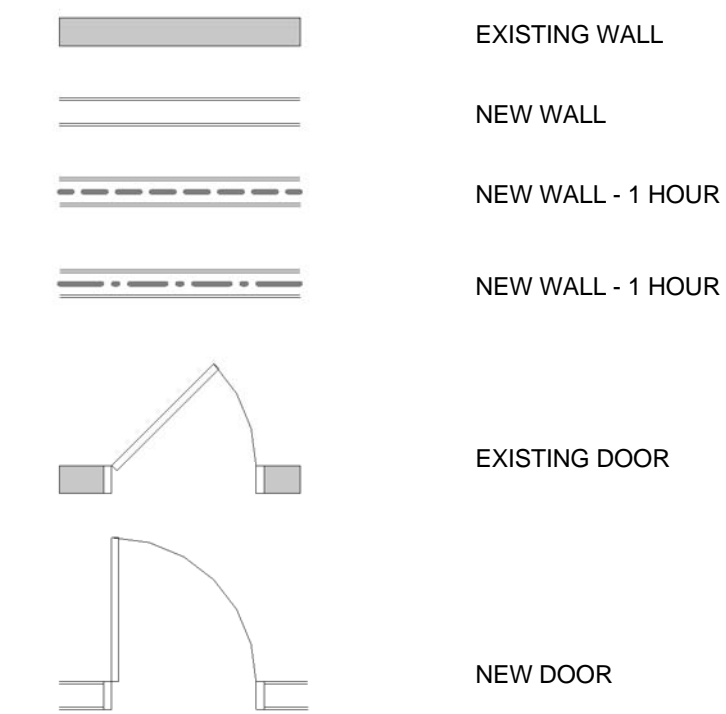 EXISTING WALL
NEW WALL
NEW WALL - 1 HOUR
NEW WALL - 1 HOUR
EXISTING DOOR
NEW DOOR